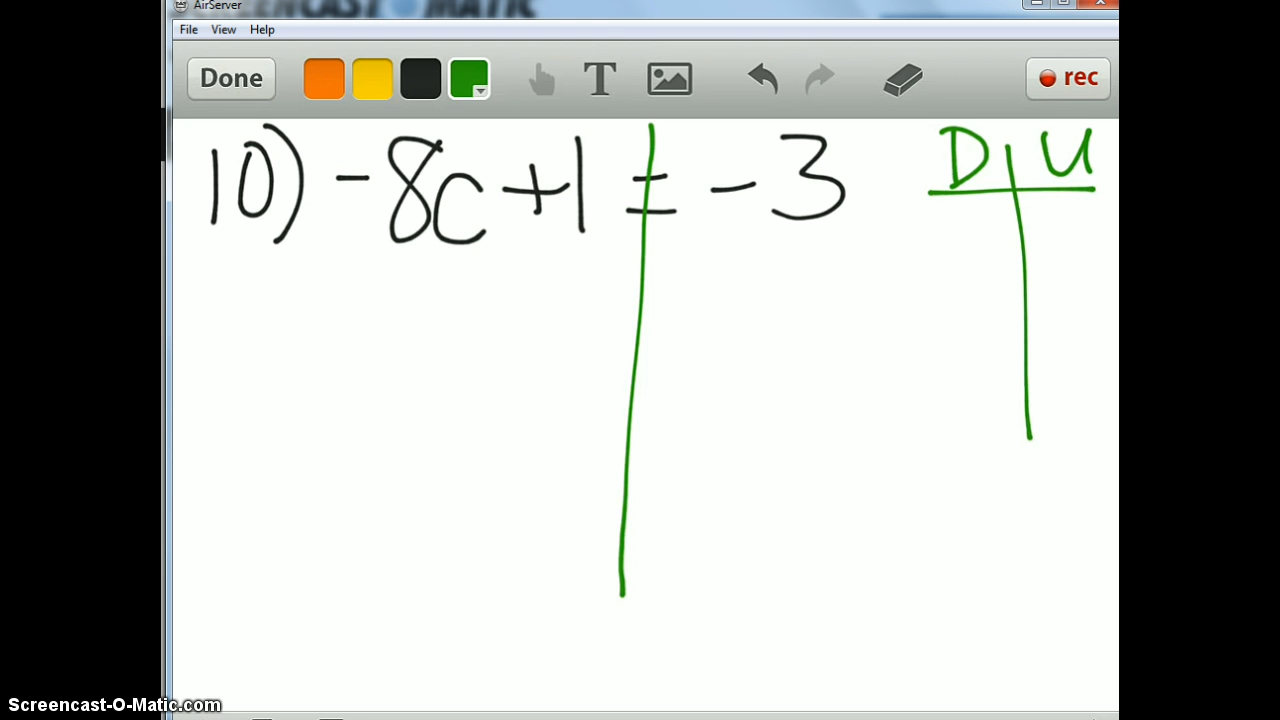 AirServer
File View Help
Done T rec
10) -8c +1 = -3
D U
Screencast-O-Matic.com